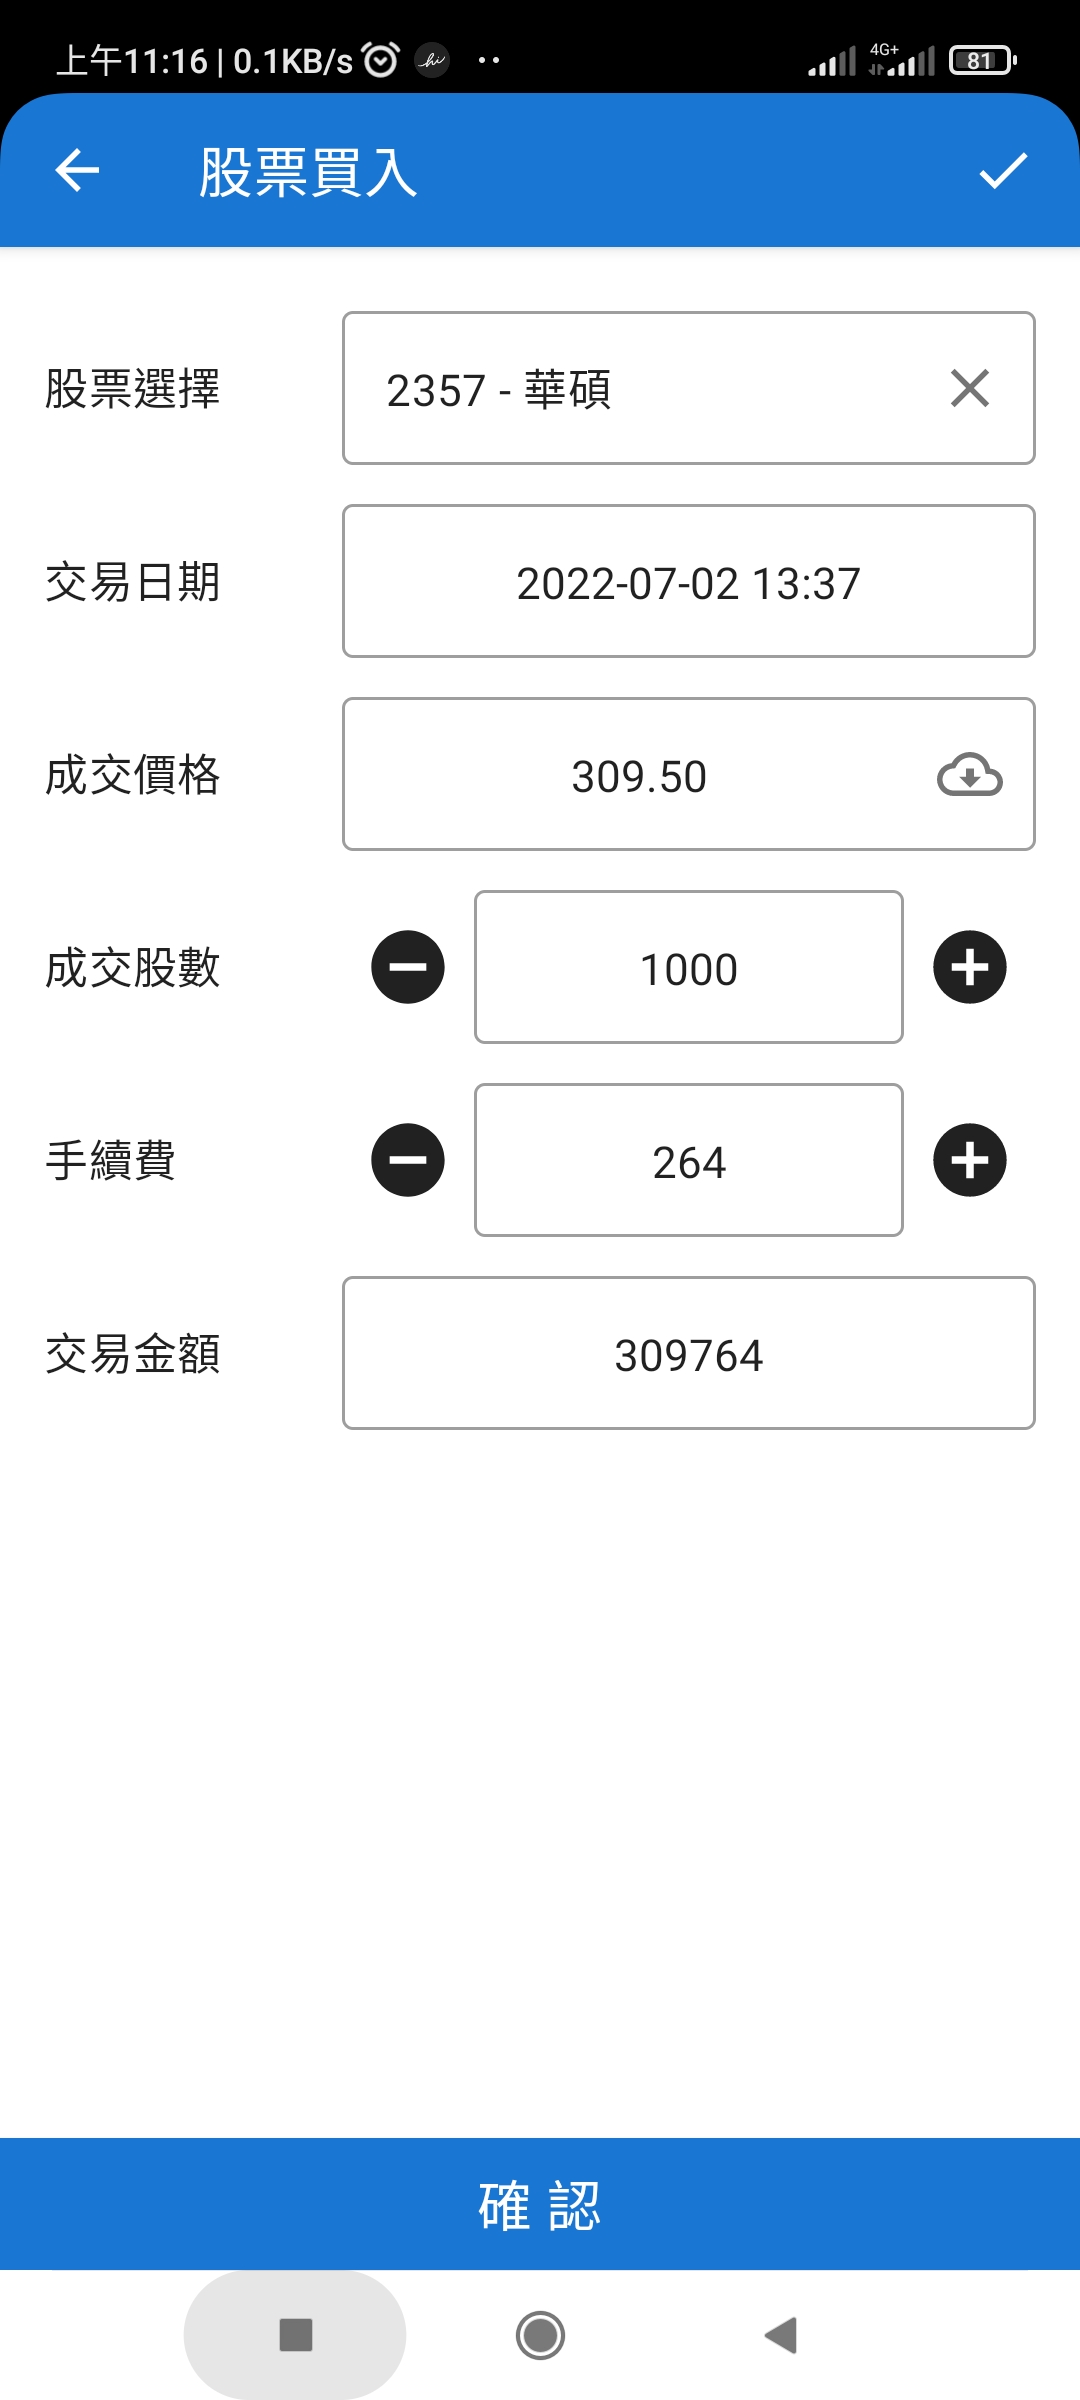 上午11:16 | 0.1KB/s hi ..
4G+ 81
股票買入
股票選擇 2357 - 華碩
交易日期 2022-07-02 13:37
成交價格 309.50
成交股數 1000
手續費 264
交易金額 309764
確 認